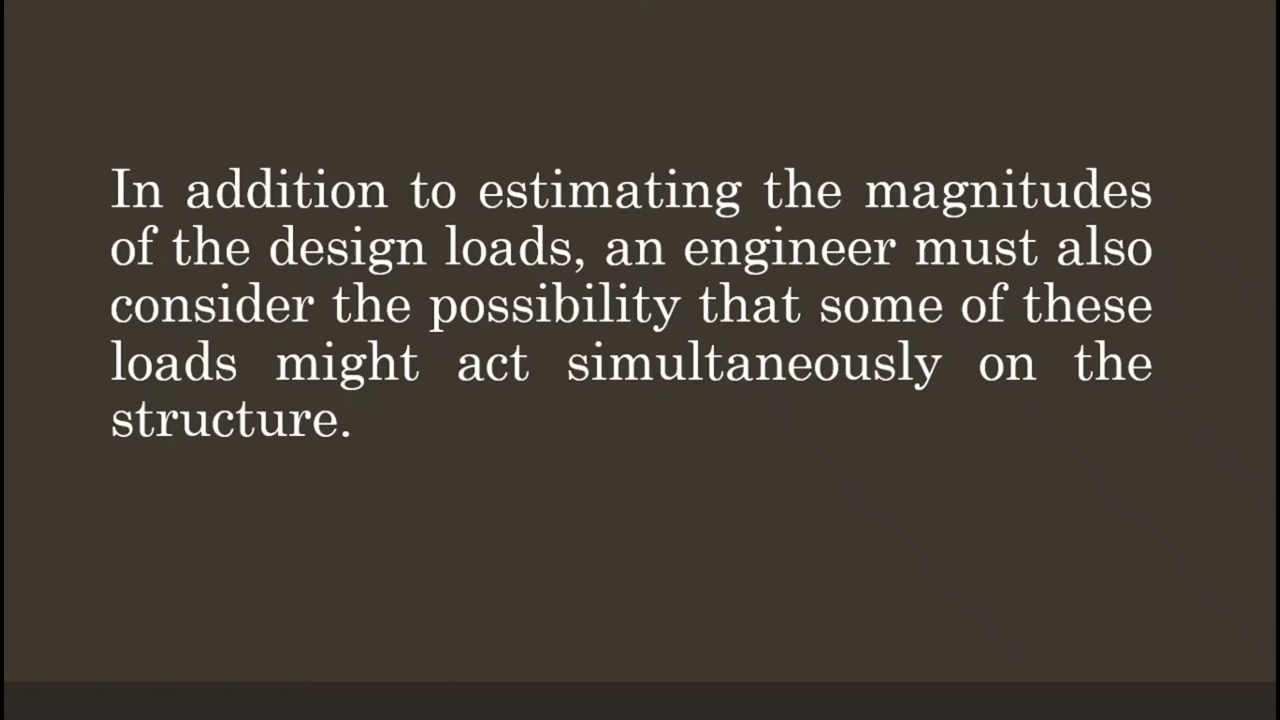 In addition to estimating the magnitudes
of the design loads, an engineer must also
consider the possibility that some of these
loads might act simultaneously on the
structure.